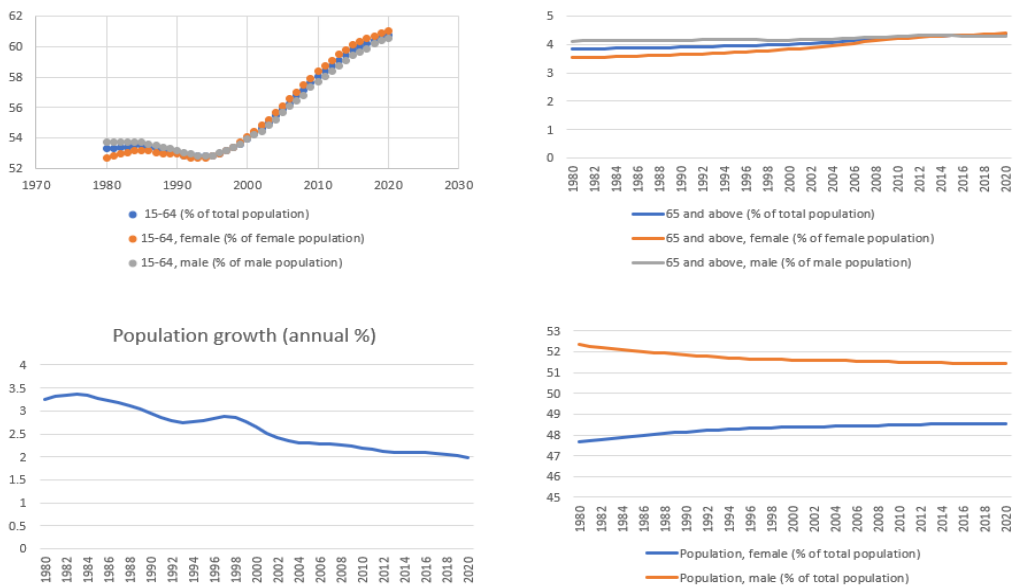 62
60
58
56
54
52
1970 1980 1990 2000 2010 2020 2030
15-64 (% of total population)
15-64, female (% of female population)
15-64, male (% of male population)
5
4
3
2
1
0
1980 1982 1984 1986 1988 1990 1992 1994 1996 1998 2000 2002 2004 2006 2008 2010 2012 2014 2016 2018 2020
65 and above (% of total population)
65 and above, female (% of female population)
65 and above, male (% of male population)
Population growth (annual %)
4
3.5
3
2.5
2
1.5
1
0.5
0
1980 1982 1984 1986 1988 1990 1992 1994 1996 1998 2000 2002 2004 2006 2008 2010 2012 2014 2016 2018 2020
53
52
51
50
49
48
47
46
45
1980 1982 1984 1986 1988 1990 1992 1994 1996 1998 2000 2002 2004 2006 2008 2010 2012 2014 2016 2018 2020
Population, female (% of total population)
Population, male (% of total population)